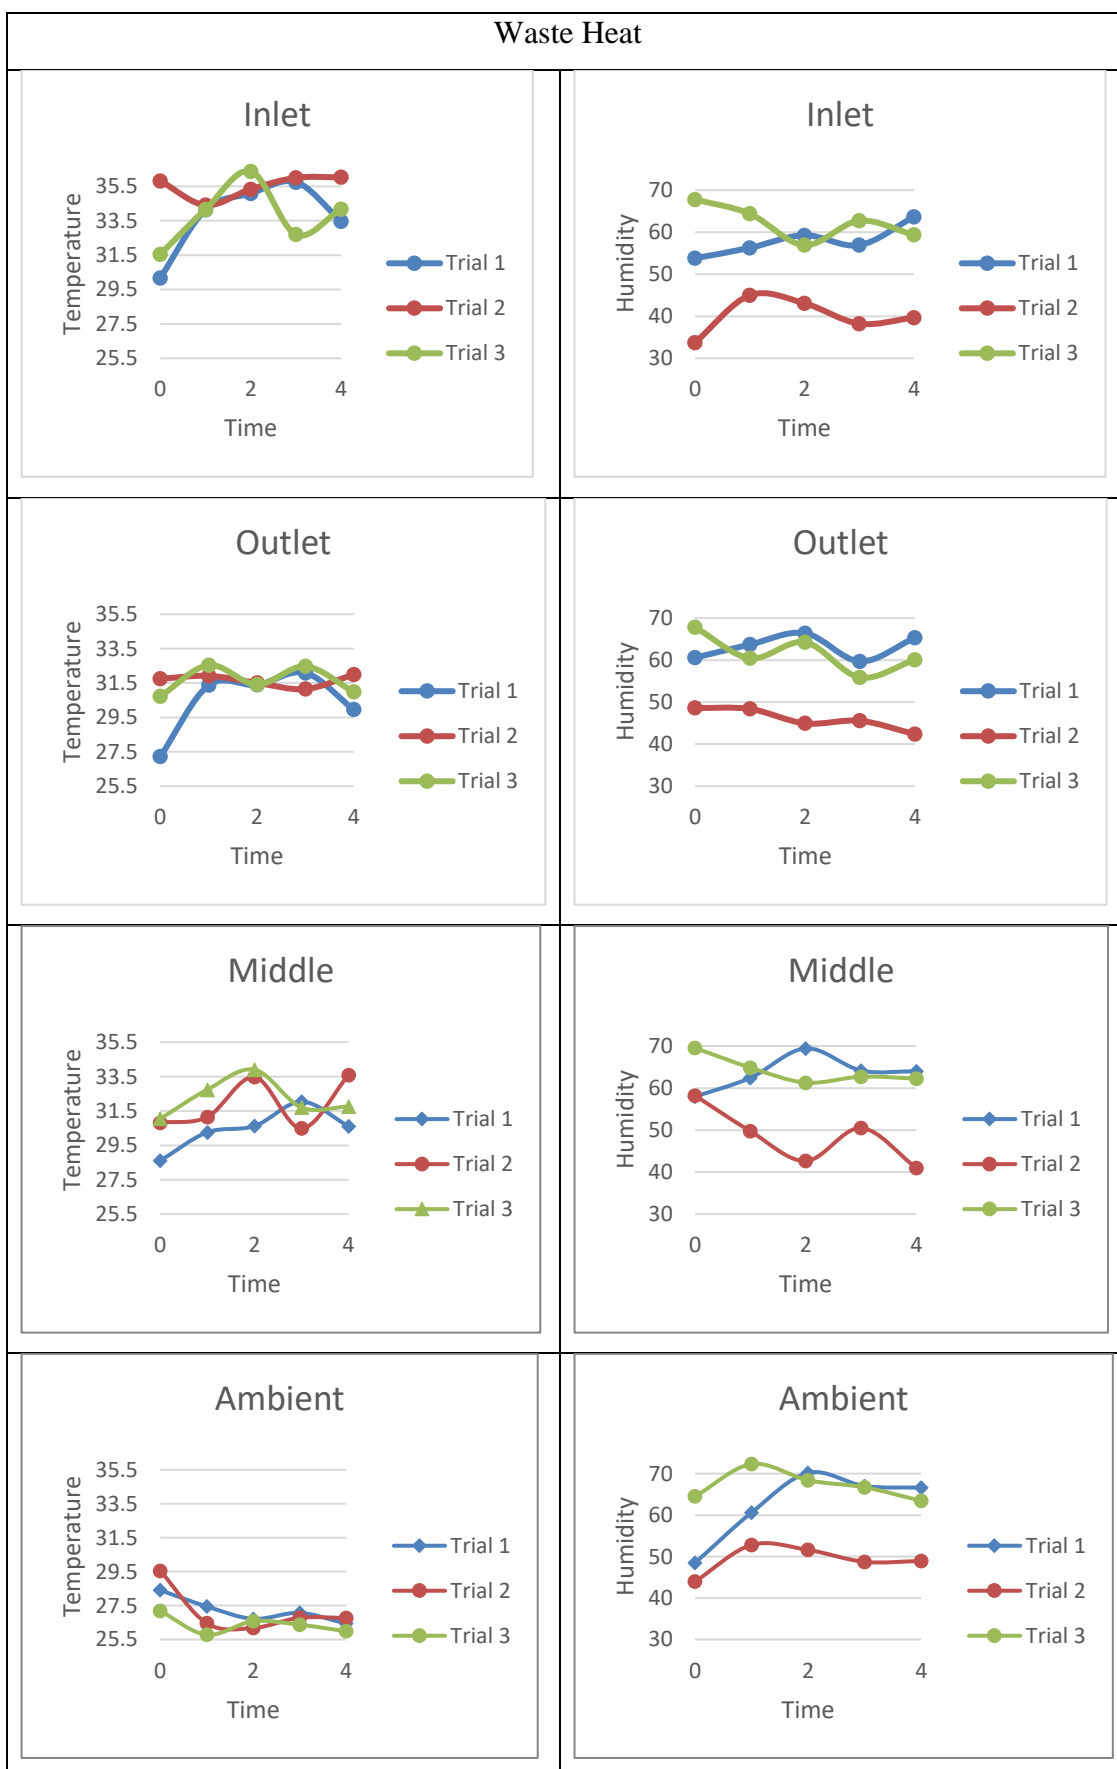 Waste Heat
Inlet
Temperature
35.5
33.5
31.5
29.5
27.5
25.5
0 2 4
Time
Trial 1
Trial 2
Trial 3
Inlet
Humidity
70
60
50
40
30
0 2 4
Time
Trial 1
Trial 2
Trial 3
Outlet
Temperature
35.5
33.5
31.5
29.5
27.5
25.5
0 2 4
Time
Trial 1
Trial 2
Trial 3
Outlet
Humidity
70
60
50
40
30
0 2 4
Time
Trial 1
Trial 2
Trial 3
Middle
Temperature
35.5
33.5
31.5
29.5
27.5
25.5
0 2 4
Time
Trial 1
Trial 2
Trial 3
Middle
Humidity
70
60
50
40
30
0 2 4
Time
Trial 1
Trial 2
Trial 3
Ambient
Temperature
35.5
33.5
31.5
29.5
27.5
25.5
0 2 4
Time
Trial 1
Trial 2
Trial 3
Ambient
Humidity
70
60
50
40
30
0 2 4
Time
Trial 1
Trial 2
Trial 3